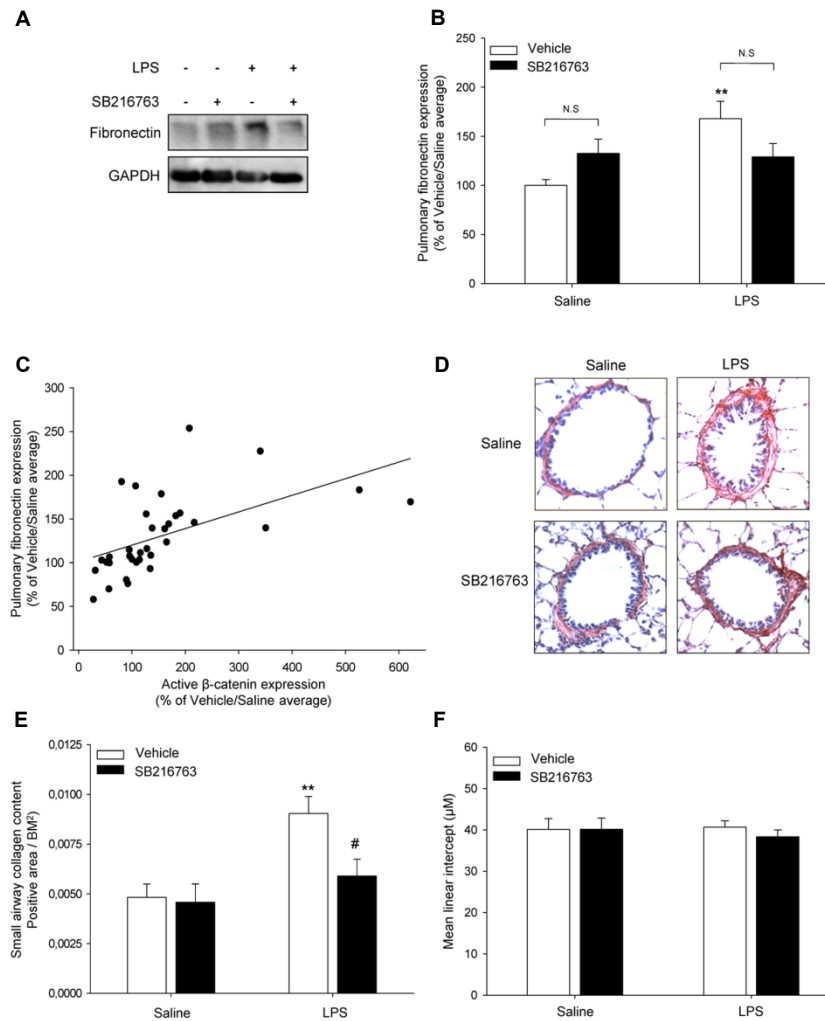 A
LPS - - + +
SB216763 - + - +
Fibronectin
GAPDH
B
Pulmonary fibronectin expression
(% of Vehicle/Saline average)
250
200
150
100
50
0
Vehicle
SB216763
N.S
N.S
**
Saline LPS
C
Pulmonary fibronectin expression
(% of Vehicle/Saline average)
300
250
200
150
100
50
0
0 100 200 300 400 500 600
Active β-catenin expression
(% of Vehicle/Saline average)
D
Saline LPS
Saline
SB216763
E
Small airway collagen content
Positive area / BM²)
0,0125
0,0100
0,0075
0,0050
0,0025
0,0000
Vehicle
SB216763
**
#
Saline LPS
F
Mean linear intercept (μM)
60
50
40
30
20
10
0
Vehicle
SB216763
Saline LPS